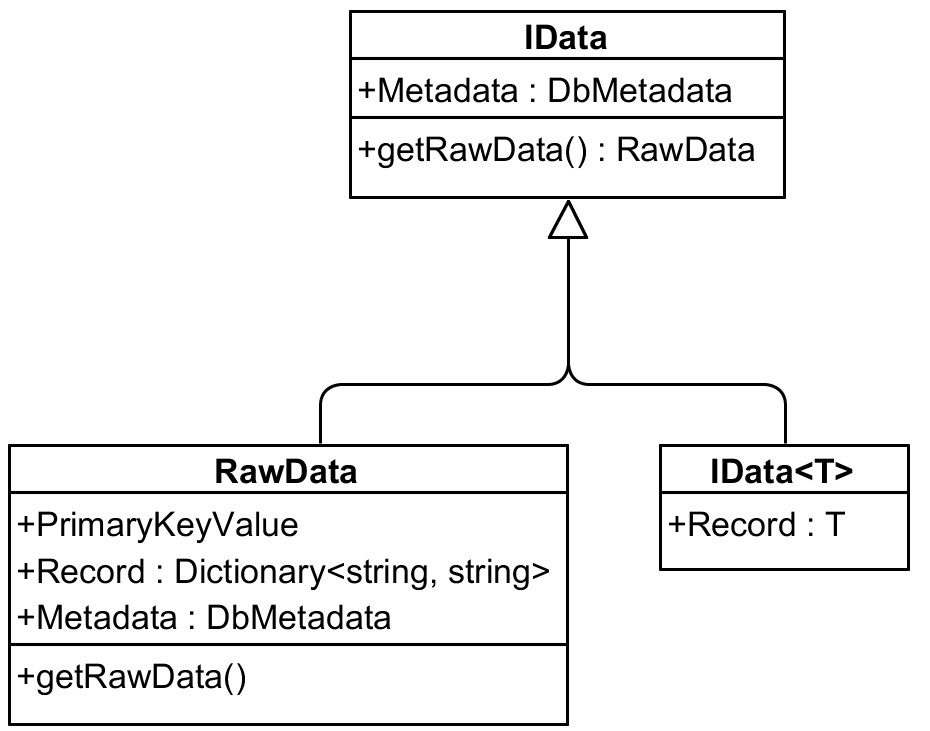 IData
+Metadata : DbMetadata
+getRawData() : RawData
RawData
+PrimaryKeyValue
+Record : Dictionary<string, string>
+Metadata : DbMetadata
+getRawData()
IData<T>
+Record : T